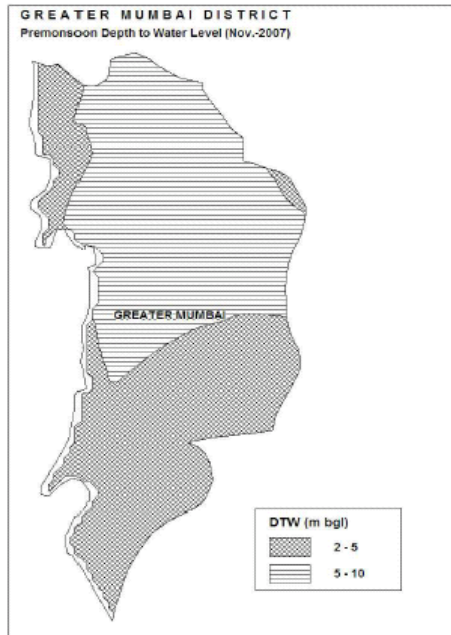 GREATER MUMBAI DISTRICT
Premonsoon Depth to Water Level (Nov.-2007)
GREATER MUMBAI
DTW (m bgl)
2 - 5
5 - 10